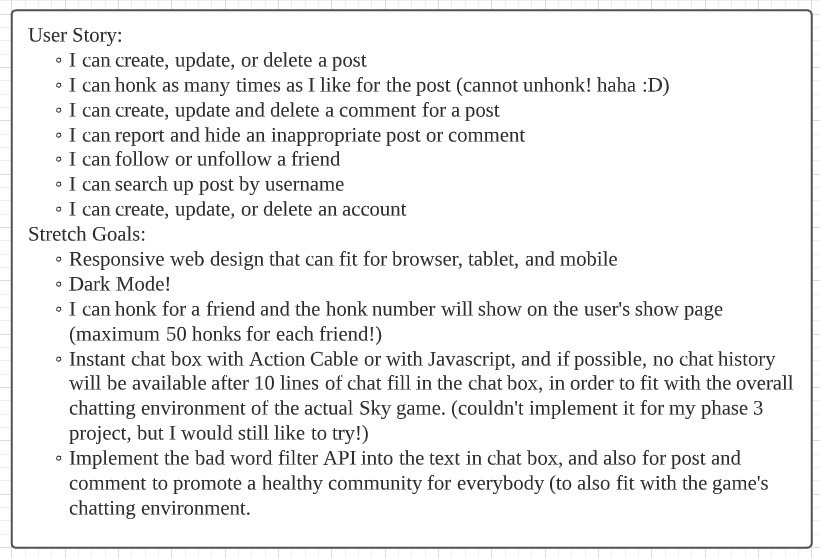 User Story:
◦ I can create, update, or delete a post
◦ I can honk as many times as I like for the post (cannot unhonk! haha :D)
◦ I can create, update and delete a comment for a post
◦ I can report and hide an inappropriate post or comment
◦ I can follow or unfollow a friend
◦ I can search up post by username
◦ I can create, update, or delete an account
Stretch Goals:
◦ Responsive web design that can fit for browser, tablet, and mobile
◦ Dark Mode!
◦ I can honk for a friend and the honk number will show on the user's show page
(maximum 50 honks for each friend!)
◦ Instant chat box with Action Cable or with Javascript, and if possible, no chat history
will be available after 10 lines of chat fill in the chat box, in order to fit with the overall
chatting environment of the actual Sky game. (couldn't implement it for my phase 3
project, but I would still like to try!)
◦ Implement the bad word filter API into the text in chat box, and also for post and
comment to promote a healthy community for everybody (to also fit with the game's
chatting environment.